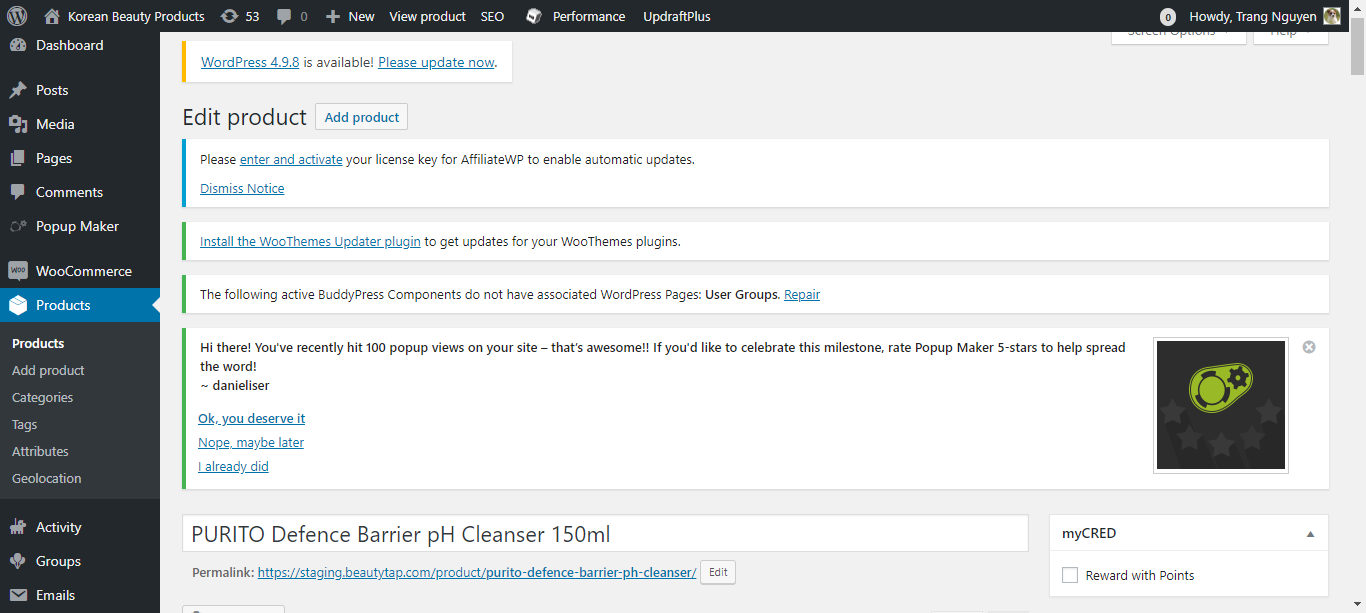 Korean Beauty Products 53 0 New View product SEO Performance UpdraftPlus 0 Howdy, Trang Nguyen
Screen Options Help
Dashboard
Posts
Media
Pages
Comments
Popup Maker
WOO WooCommerce
Products
Products
Add product
Categories
Tags
Attributes
Geolocation
Activity
Groups
Emails
WordPress 4.9.8 is available! Please update now.
Edit product Add product
Please enter and activate your license key for AffiliateWP to enable automatic updates.
Dismiss Notice
Install the WooThemes Updater plugin to get updates for your WooThemes plugins.
The following active BuddyPress Components do not have associated WordPress Pages: User Groups. Repair
Hi there! You've recently hit 100 popup views on your site – that's awesome!! If you'd like to celebrate this milestone, rate Popup Maker 5-stars to help spread
the word!
~ danieliser
Ok, you deserve it
Nope, maybe later
I already did
PURITO Defence Barrier pH Cleanser 150ml
Permalink: https://staging.beautytap.com/product/purito-defence-barrier-ph-cleanser/ Edit
myCRED
Reward with Points